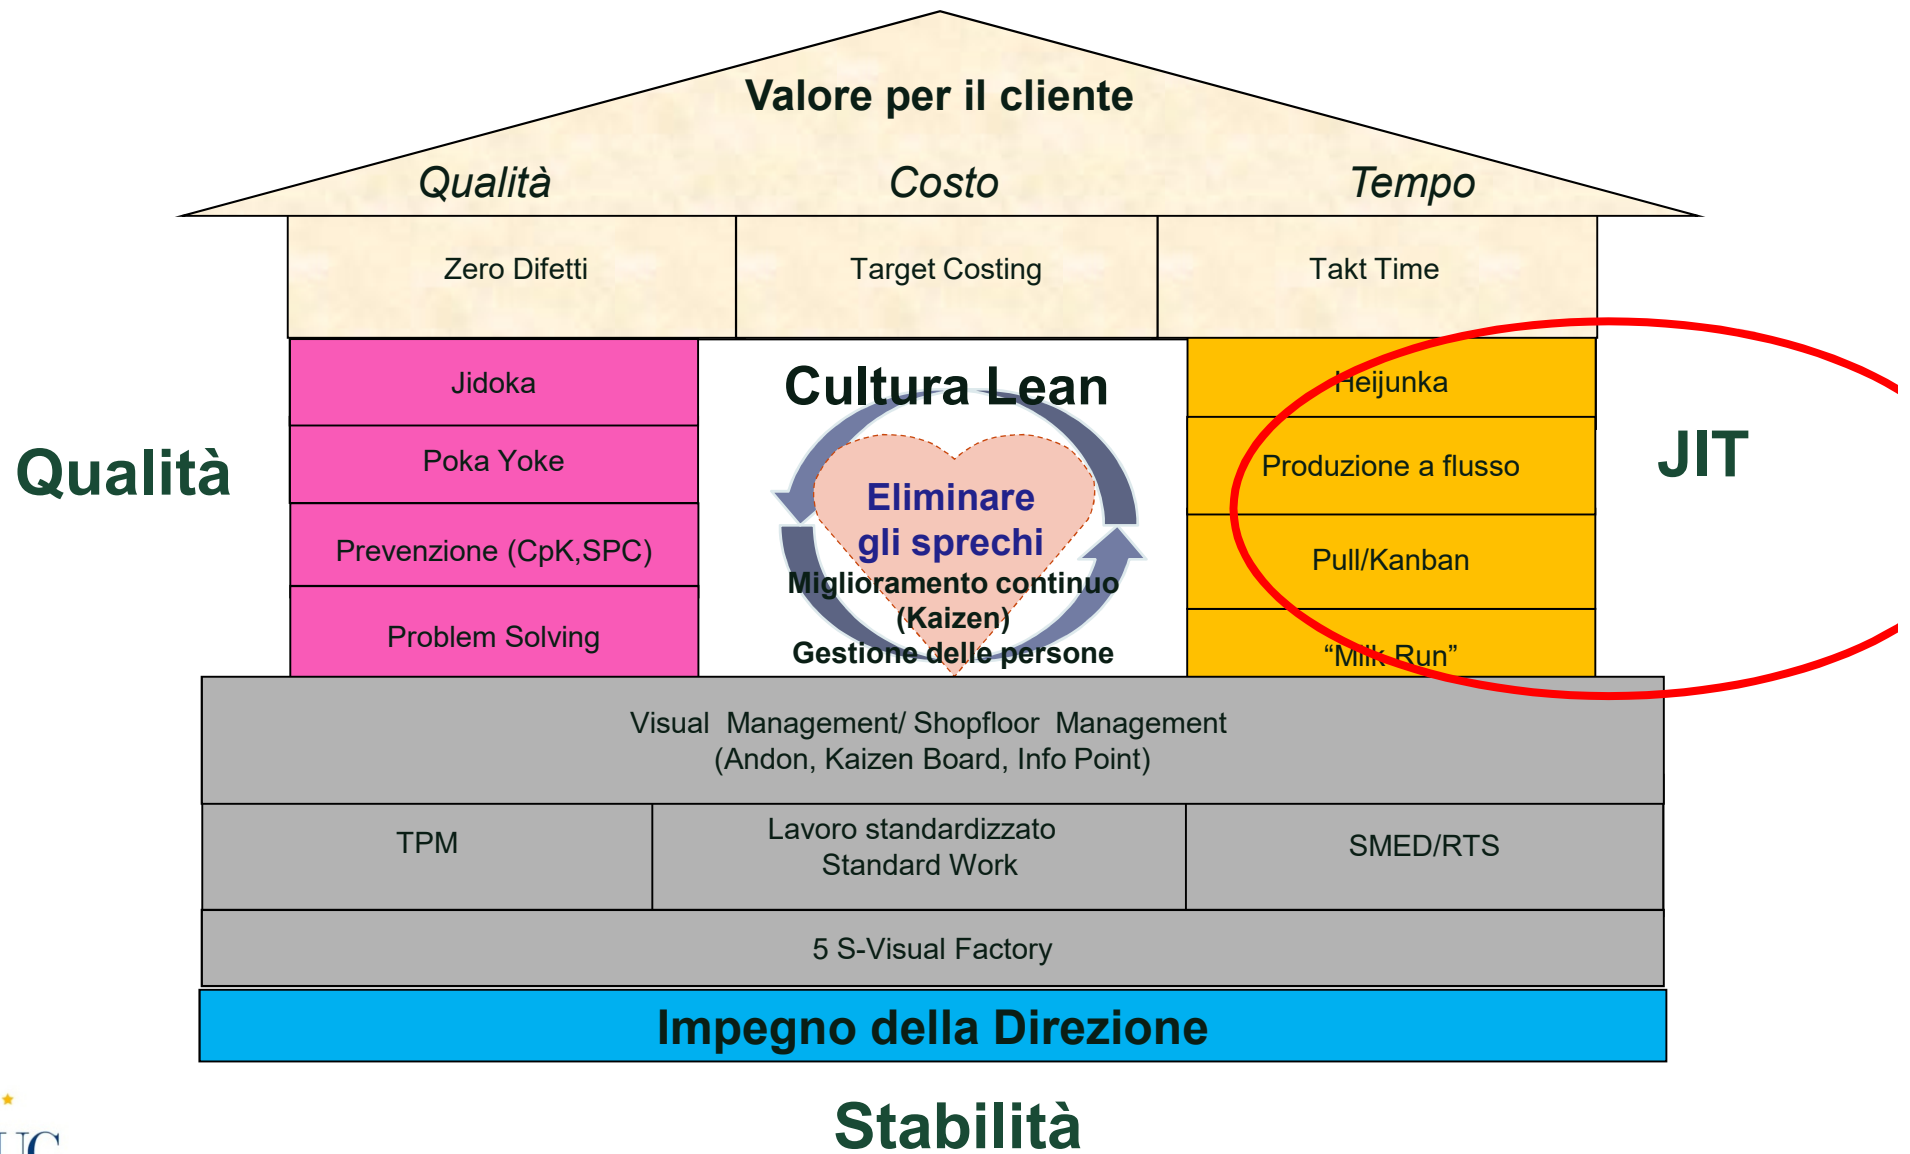 Valore per il cliente
Qualità Costo Tempo
Zero Difetti Target Costing Takt Time
Qualità
Jidoka
Poka Yoke
Prevenzione (CpK,SPC)
Problem Solving
Cultura Lean
Eliminare
gli sprechi
Miglioramento continuo
(Kaizen)
Gestione delle persone
Heijunka
Produzione a flusso
Pull/Kanban
“Milk Run”
JIT
Visual Management/ Shopfloor Management
(Andon, Kaizen Board, Info Point)
TPM
Lavoro standardizzato
Standard Work
SMED/RTS
5 S-Visual Factory
Impegno della Direzione
Stabilità